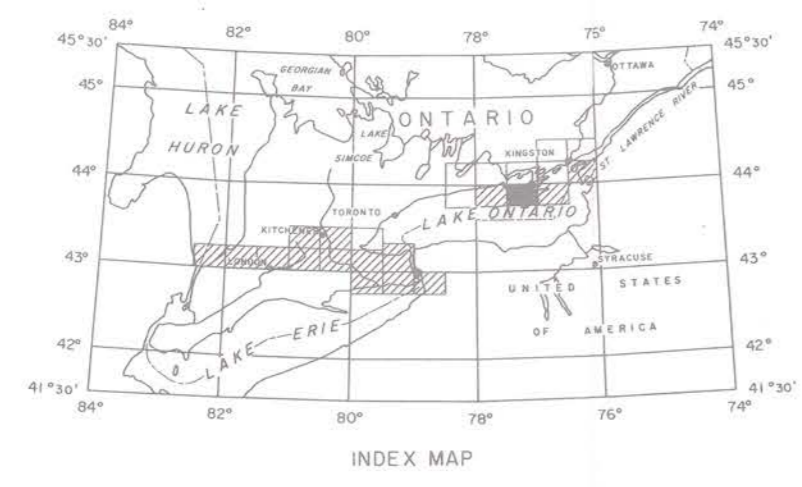 84° 82° 80° 78° 75° 74°
45°30' 45°30'
OTTAWA
GEORGIAN
BAY
45° 45°
LAKE
HURON
ONTARIO
LAKE
SIMCOE
ST. LAWRENCE RIVER
KINGSTON
44° 44°
TORONTO
LAKE ONTARIO
KITCHENER
43° 43°
LONDON
SYRACUSE
UNITED STATES
OF AMERICA
LAKE ERIE
42° 42°
41°30' 41°30'
84° 82° 80° 78° 76° 74°
INDEX MAP